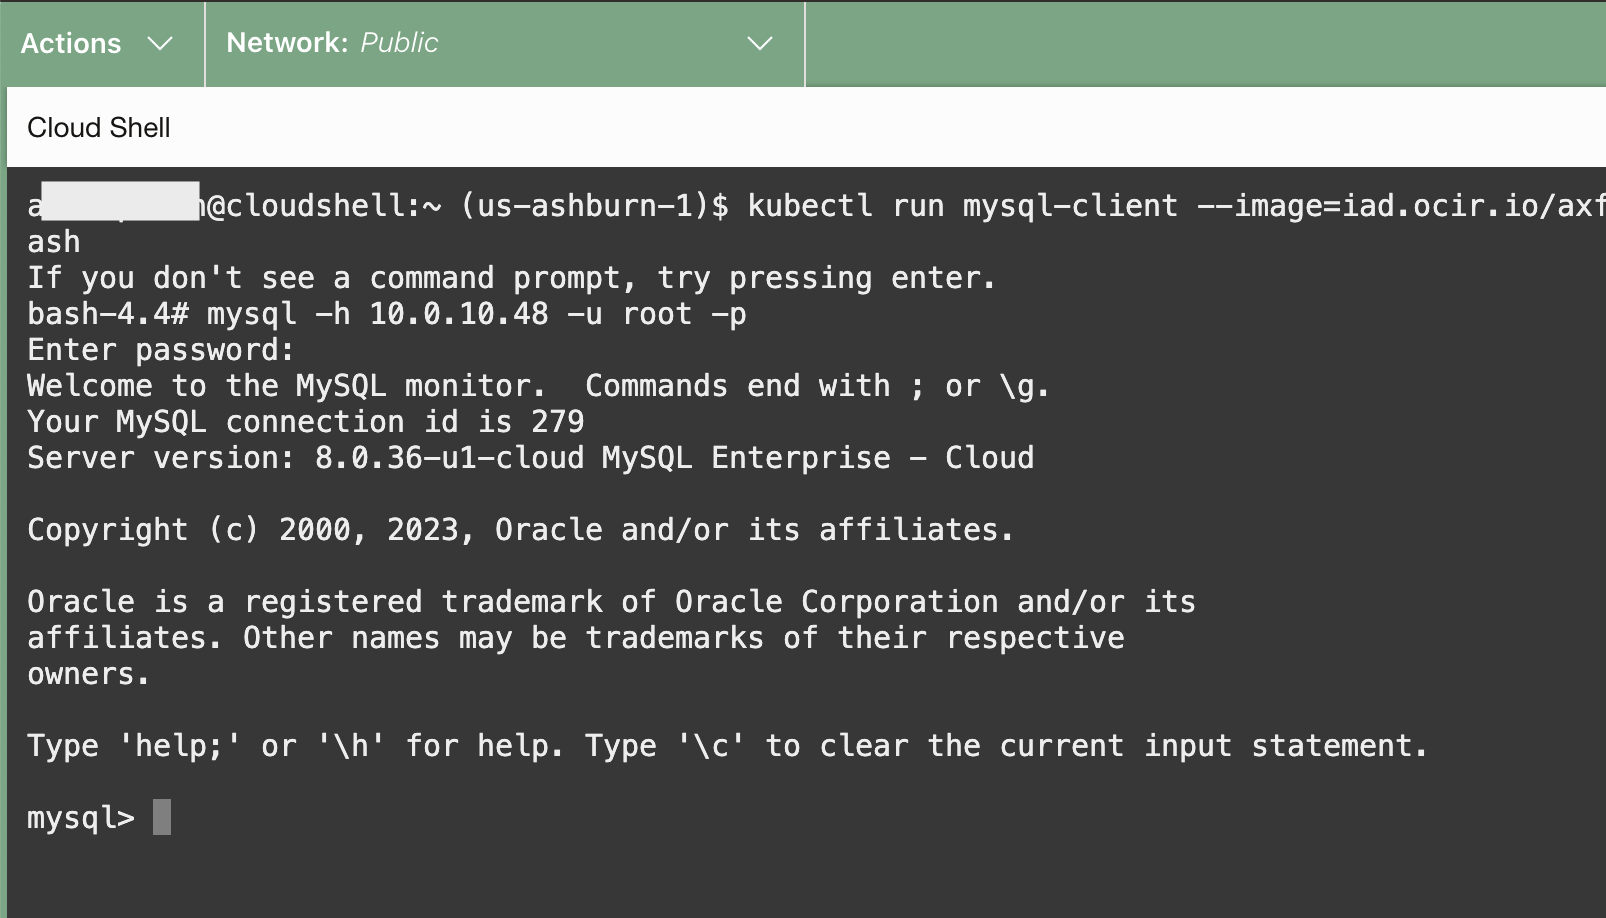 Actions
Network: Public
Cloud Shell
@cloudshell:~ (us-ashburn-1)$ kubectl run mysql-client --image=iad.ocir.io/axf
ash
If you don't see a command prompt, try pressing enter.
bash-4.4# mysql -h 10.0.10.48 -u root -p
Enter password:
Welcome to the MySQL monitor.  Commands end with ; or \g.
Your MySQL connection id is 279
Server version: 8.0.36-u1-cloud MySQL Enterprise - Cloud
Copyright (c) 2000, 2023, Oracle and/or its affiliates.
Oracle is a registered trademark of Oracle Corporation and/or its
affiliates. Other names may be trademarks of their respective
owners.
Type 'help;' or '\h' for help. Type '\c' to clear the current input statement.
mysql>